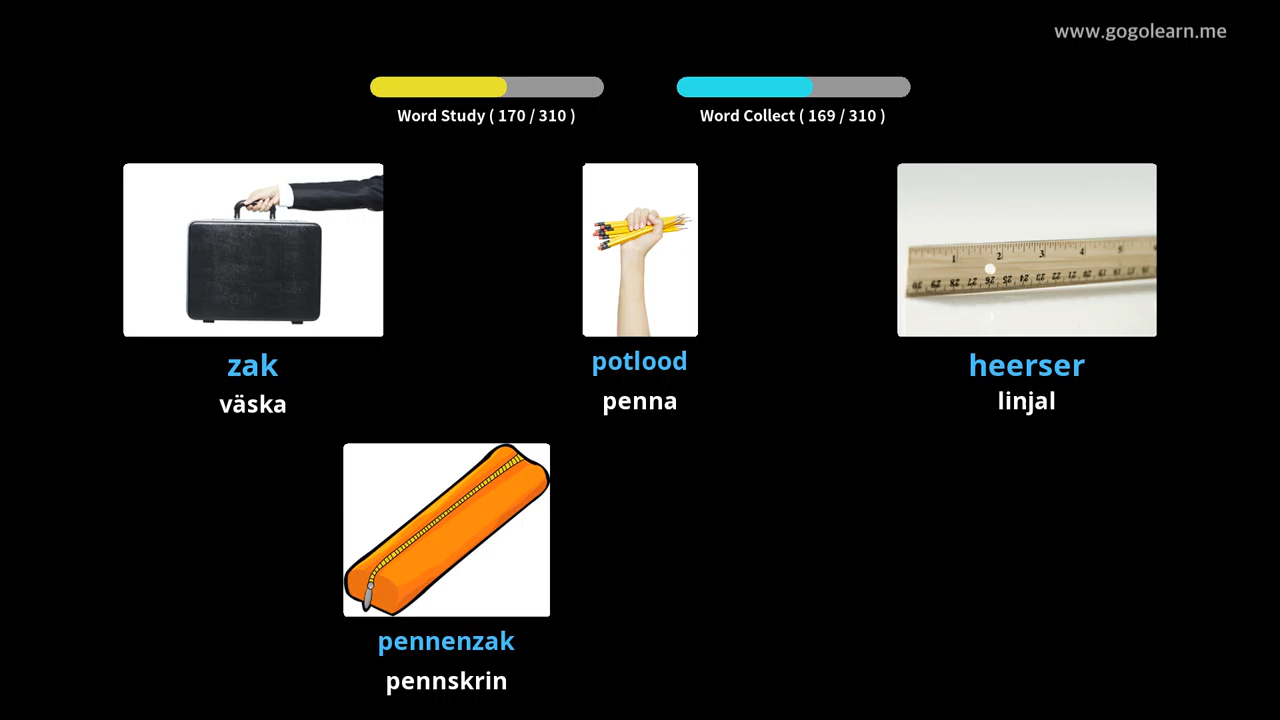 www.gogolearn.me
Word Study ( 170 / 310 )
Word Collect ( 169 / 310 )
zak
väska
potlood
penna
heerser
linjal
pennenzak
pennskrin